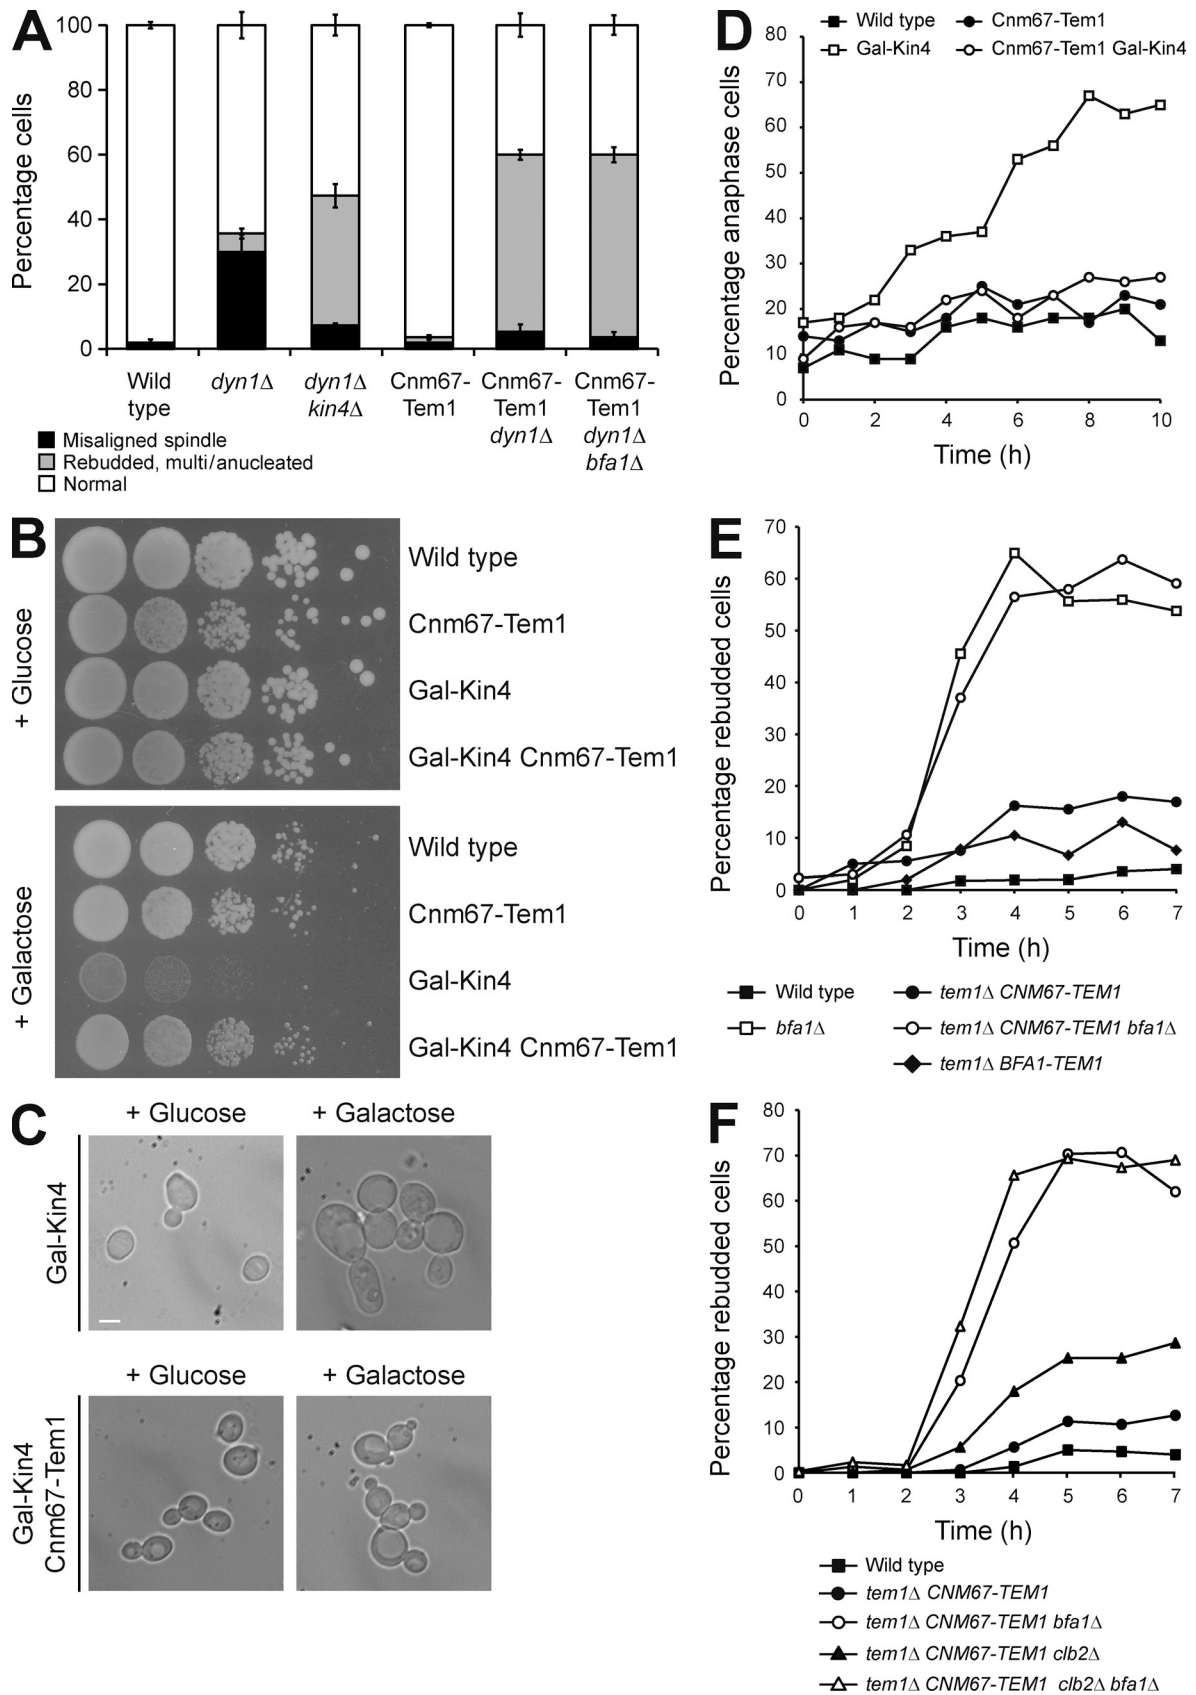 A
100
80
60
40
20
0
Percentage cells
Wild type
dyn1Δ
dyn1Δ kin4Δ
Cnm67-Tem1
Cnm67-Tem1 dyn1Δ
Cnm67-Tem1 dyn1Δ bfa1Δ
Misaligned spindle
Rebudded, multi/anucleated
Normal
B
+ Glucose
Wild type
Cnm67-Tem1
Gal-Kin4
Gal-Kin4 Cnm67-Tem1
+ Galactose
Wild type
Cnm67-Tem1
Gal-Kin4
Gal-Kin4 Cnm67-Tem1
C
+ Glucose
+ Galactose
Gal-Kin4
+ Glucose
+ Galactose
Gal-Kin4
Cnm67-Tem1
D
Wild type
Cnm67-Tem1
Gal-Kin4
Cnm67-Tem1 Gal-Kin4
80
70
60
50
40
30
20
10
0
Percentage anaphase cells
0 2 4 6 8 10
Time (h)
E
70
60
50
40
30
20
10
0
Percentage rebudded cells
0 1 2 3 4 5 6 7
Time (h)
Wild type
bfa1Δ
tem1Δ CNM67-TEM1
tem1Δ CNM67-TEM1 bfa1Δ
tem1Δ BFA1-TEM1
F
80
70
60
50
40
30
20
10
0
Percentage rebudded cells
0 1 2 3 4 5 6 7
Time (h)
Wild type
tem1Δ CNM67-TEM1
tem1Δ CNM67-TEM1 bfa1Δ
tem1Δ CNM67-TEM1 clb2Δ
tem1Δ CNM67-TEM1 clb2Δ bfa1Δ